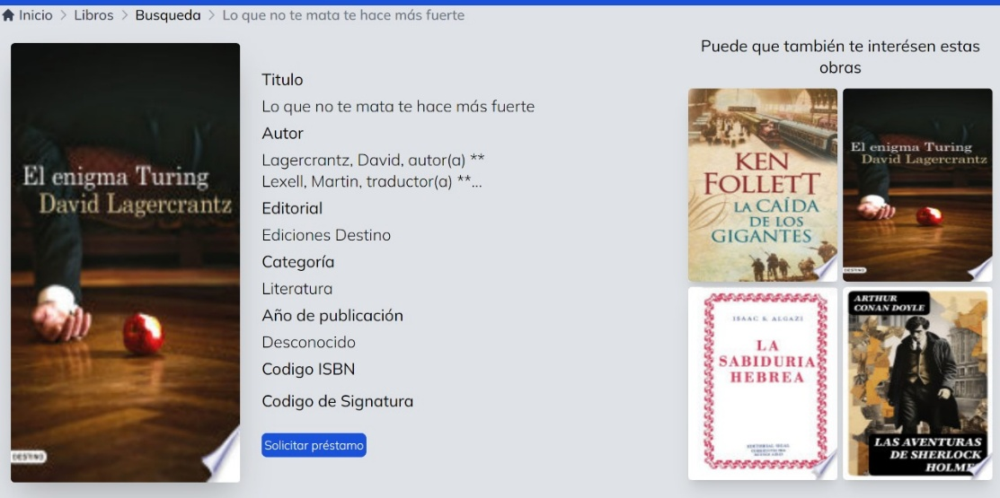 Inicio > Libros > Busqueda > Lo que no te mata te hace más fuerte
El enigma Turing
David Lagercrantz
DESTINO
Titulo
Lo que no te mata te hace más fuerte
Autor
Lagercrantz, David, autor(a) **
Lexell, Martin, traductor(a) **...
Editorial
Ediciones Destino
Categoría
Literatura
Año de publicación
Desconocido
Codigo ISBN
Codigo de Signatura
Solicitar préstamo
Puede que también te interésen estas
obras
KEN
FOLLETT
LA CAÍDA
DE LOS
GIGANTES
El enigma Turing
David Lagercrantz
DESTINO
ISAAC E. ALGAZI
LA
SABIDURIA
HEBREA
ARTHUR
CONAN DOYLE
LAS AVENTURAS
DE SHERLOCK
HOLME